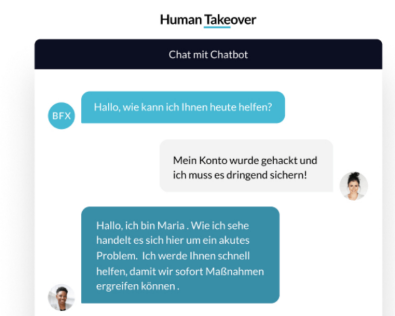 Human Takeover
Chat mit Chatbot
Hallo, wie kann ich Ihnen heute helfen?
BFX
Mein Konto wurde gehackt und
ich muss es dringend sichern!
Hallo, ich bin Maria . Wie ich sehe
handelt es sich hier um ein akutes
Problem. Ich werde Ihnen schnell
helfen, damit wir sofort Maßnahmen
ergreifen können .